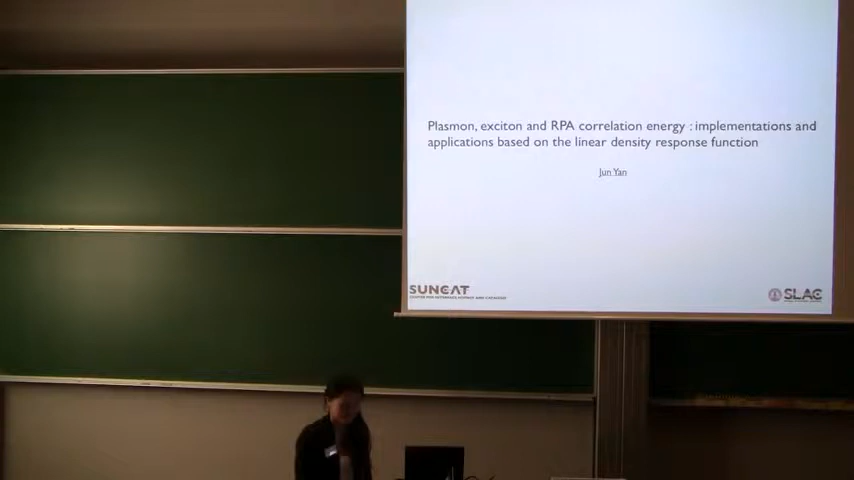 Plasmon, exciton and RPA correlation energy : implementations and
applications based on the linear density response function
Jun Yan
SUNCAT
SLAC